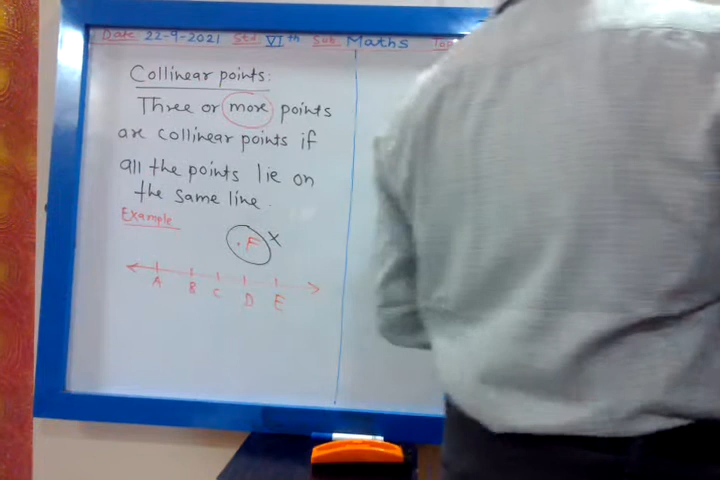 Date 22-9-2021 Std. VI th Sub. Maths Top
Collinear points:
Three or more points
are collinear points if
all the points lie on
the same line.
Example
. F x
A B C D E